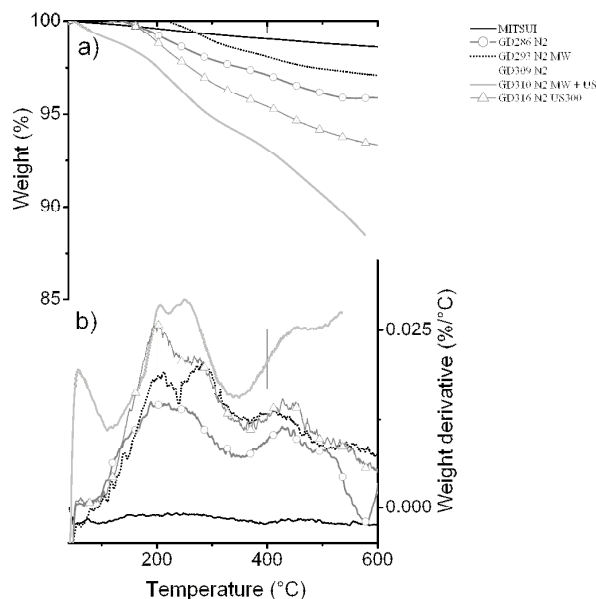 100
95
90
85
Weight (%)
a)
MITSUI
GD286 N2
GD293 N2 MW
GD309 N2
GD310 N2 MW + US
GD316 N2 US300
b)
0.025
0.000
Weight derivative (%/°C)
200
400
600
Temperature (°C)